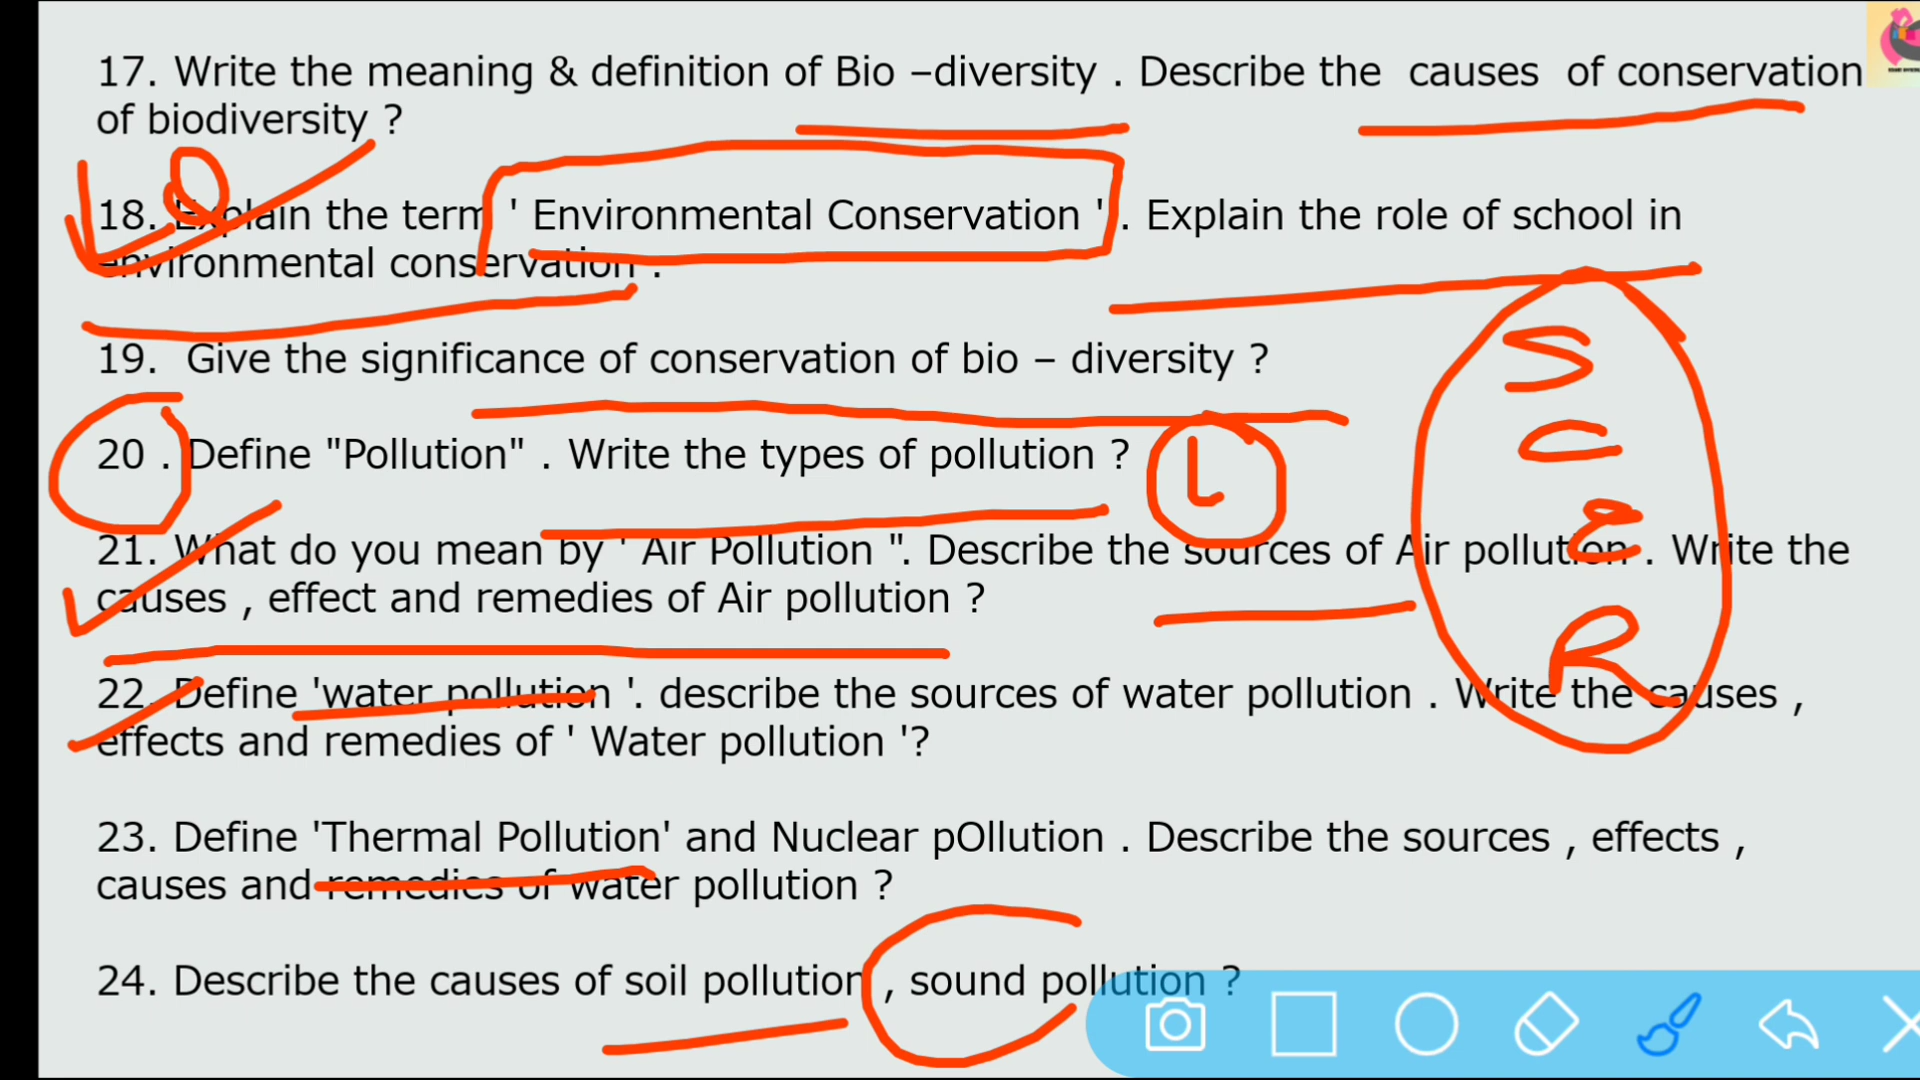 17. Write the meaning & definition of Bio –diversity . Describe the causes of conservation
of biodiversity ?
18. Explain the term ' Environmental Conservation ' . Explain the role of school in
environmental conservation .
19. Give the significance of conservation of bio – diversity ?
20 . Define "Pollution" . Write the types of pollution ?
L
21. What do you mean by ' Air Pollution ". Describe the sources of Air pollution . Write the
causes , effect and remedies of Air pollution ?
22. Define 'water pollution '. describe the sources of water pollution . Write the causes ,
effects and remedies of ' Water pollution '?
23. Define 'Thermal Pollution' and Nuclear pOllution . Describe the sources , effects ,
causes and remedies of water pollution ?
24. Describe the causes of soil pollution , sound pollution ?
S
C
e
R